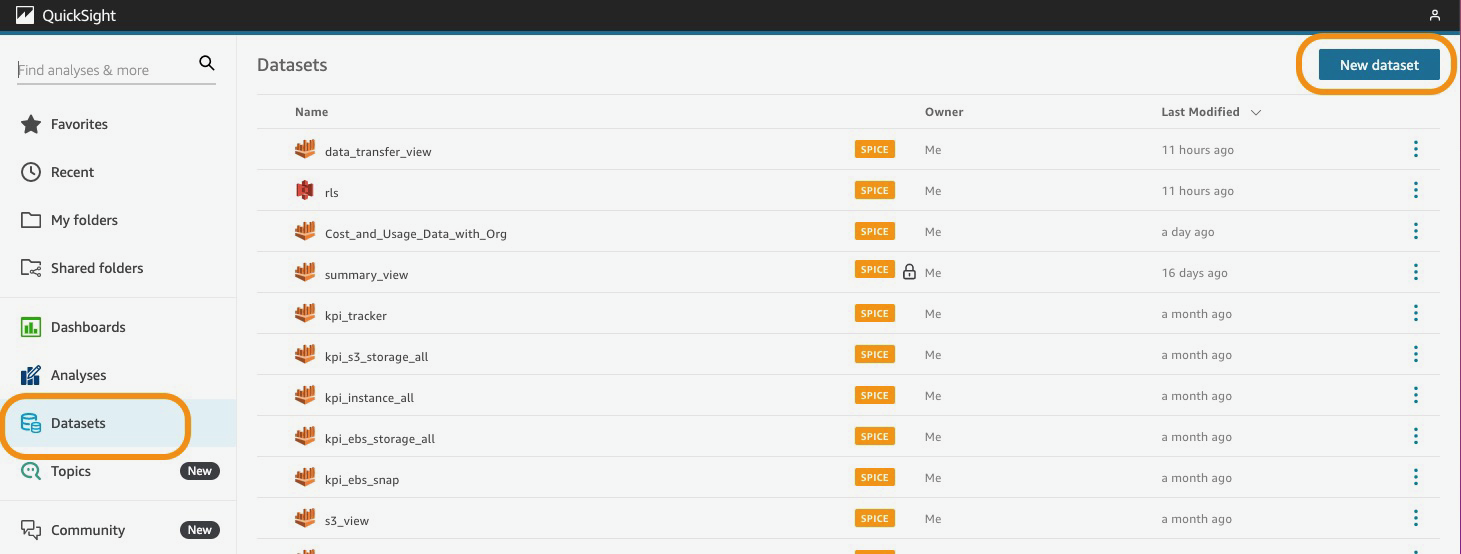 QuickSight
Find analyses & more
Favorites
Recent
My folders
Shared folders
Dashboards
Analyses
Datasets
Topics New
Community New
Datasets New dataset
Name Owner Last Modified
data_transfer_view SPICE Me 11 hours ago
rls SPICE Me 11 hours ago
Cost_and_Usage_Data_with_Org SPICE Me a day ago
summary_view SPICE Me 16 days ago
kpi_tracker SPICE Me a month ago
kpi_s3_storage_all SPICE Me a month ago
kpi_instance_all SPICE Me a month ago
kpi_ebs_storage_all SPICE Me a month ago
kpi_ebs_snap SPICE Me a month ago
s3_view SPICE Me a month ago